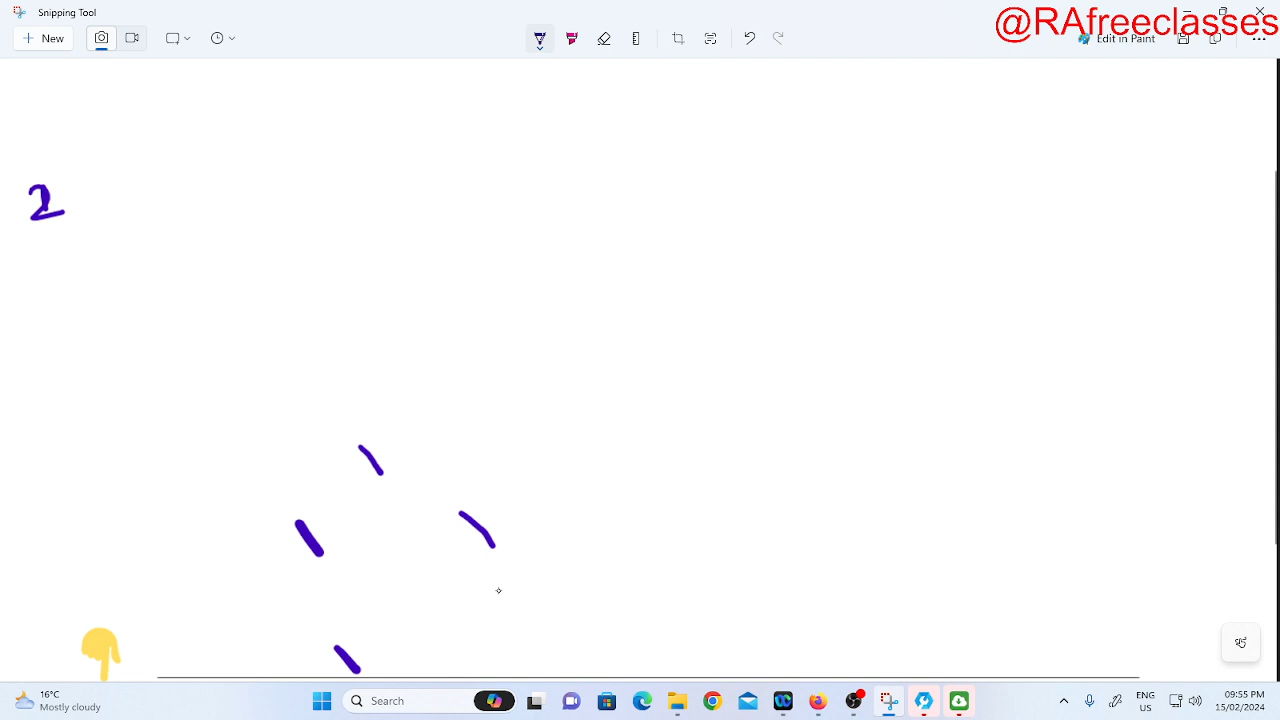 Snipping Tool
@RAfreeclasses
New
Edit in Paint
2
16°C
Mostly cloudy
Search
ENG
US
09:55 PM
15/02/2024